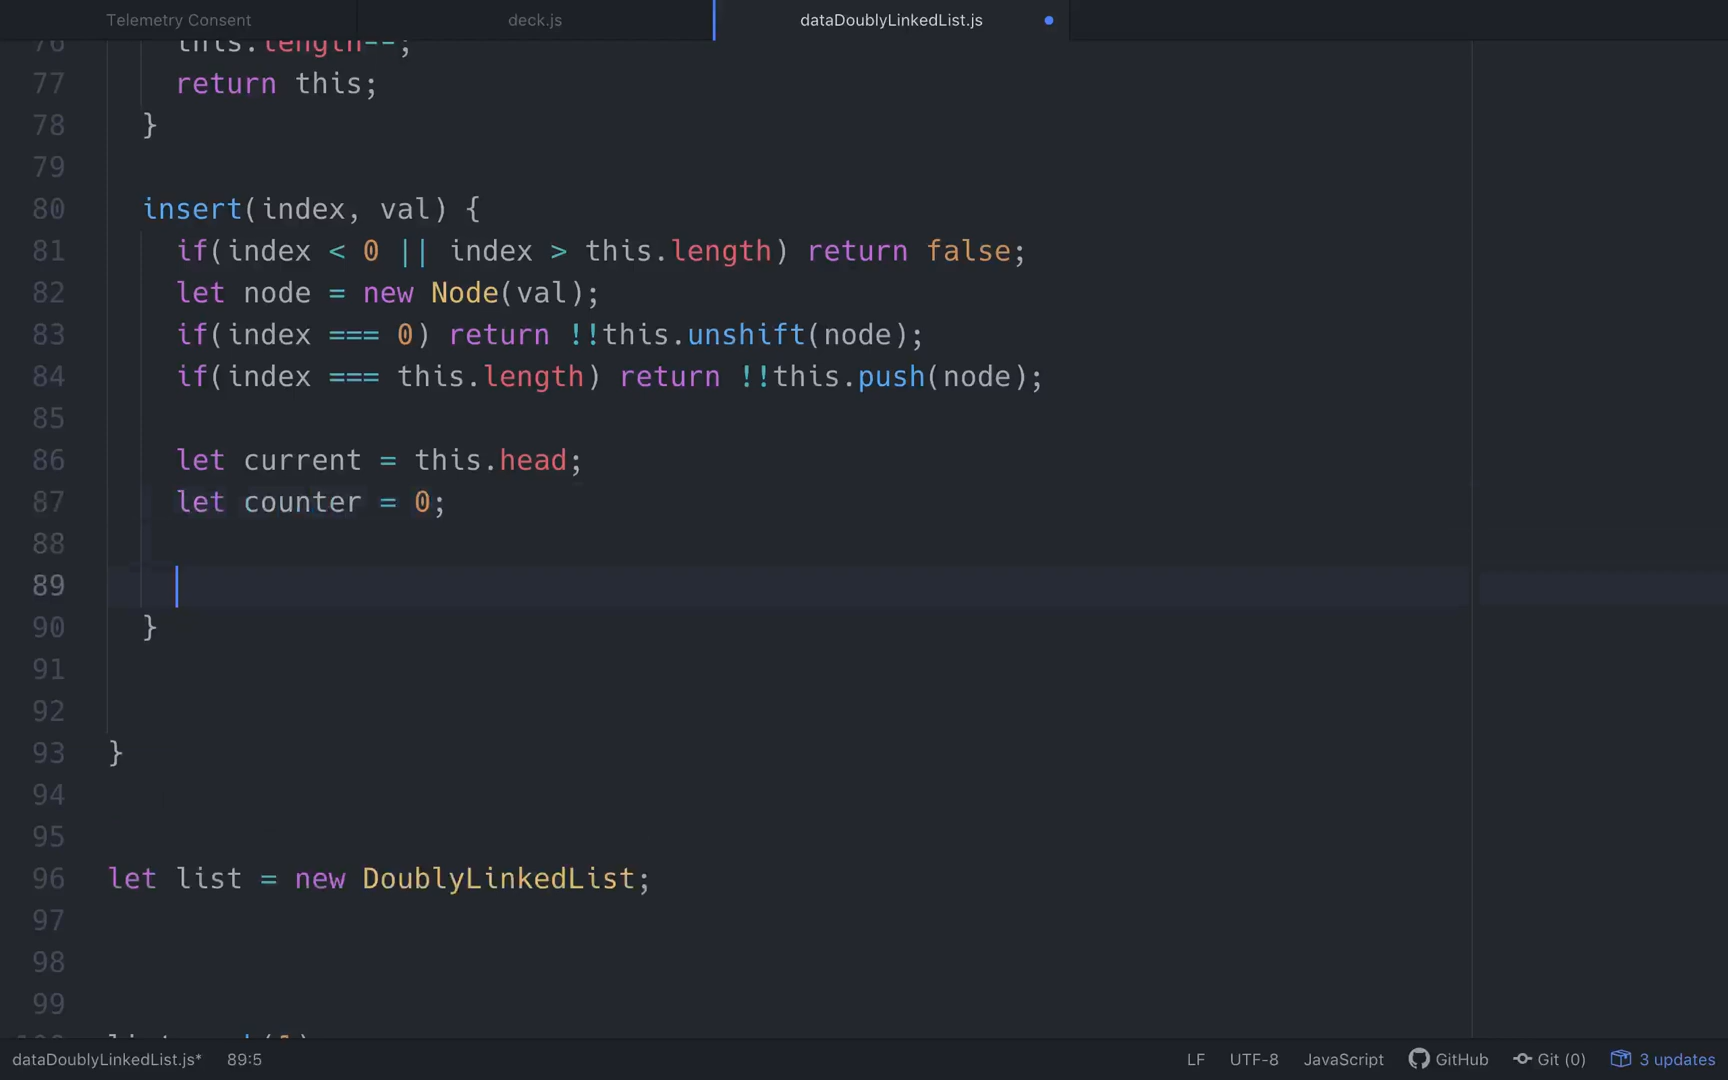 Telemetry Consent
deck.js
dataDoublyLinkedList.js
76 this.length--;
77 return this;
78 }
79
80 insert(index, val) {
81 if(index < 0 || index > this.length) return false;
82 let node = new Node(val);
83 if(index === 0) return !!this.unshift(node);
84 if(index === this.length) return !!this.push(node);
85
86 let current = this.head;
87 let counter = 0;
88
89
90 }
91
92
93 }
94
95
96 let list = new DoublyLinkedList;
97
98
99
dataDoublyLinkedList.js* 89:5 LF UTF-8 JavaScript GitHub Git (0) 3 updates